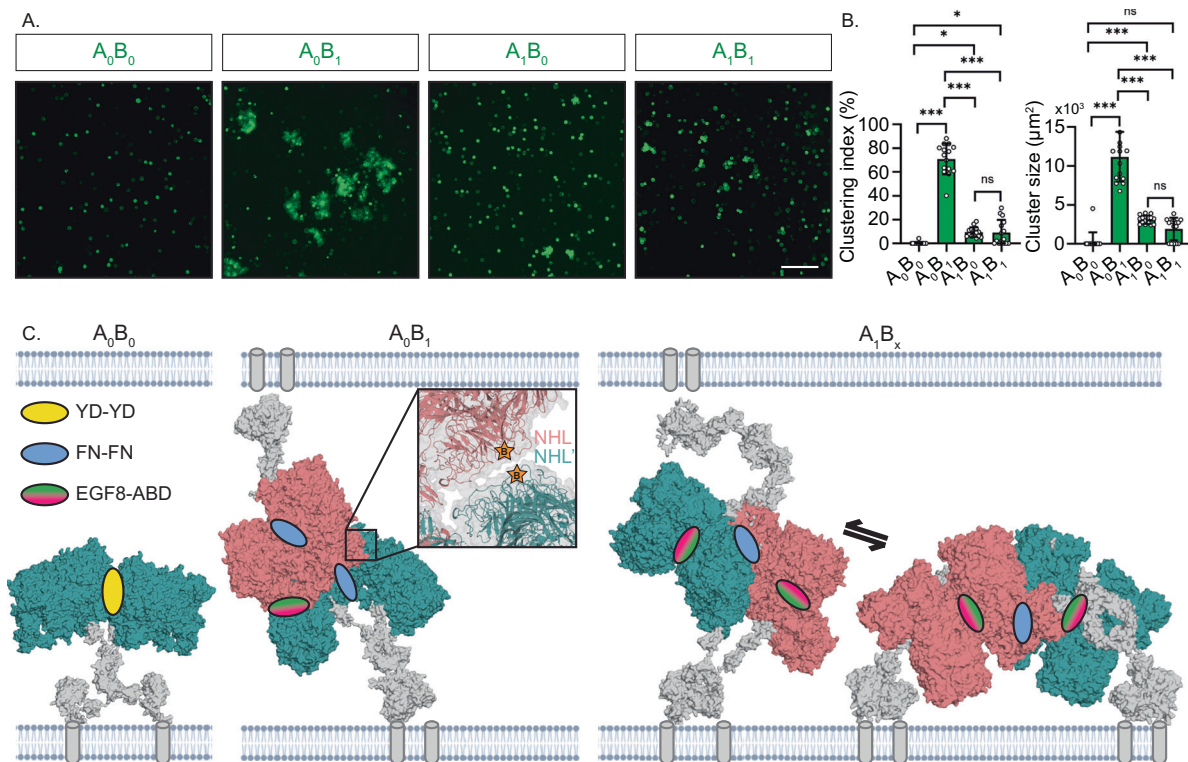 A.
A₀B₀
A₀B₁
A₁B₀
A₁B₁
B.
*
*
***
***
***
Clustering index (%)
100
80
60
40
20
0
ns
A₀B₀
A₀B₁
A₁B₀
A₁B₁
ns
***
***
***
***
x10³
Cluster size (µm²)
15
10
5
0
ns
A₀B₀
A₀B₁
A₁B₀
A₁B₁
C.
A₀B₀
A₀B₁
A₁Bₓ
YD-YD
FN-FN
EGF8-ABD
NHL
NHL'
B
B